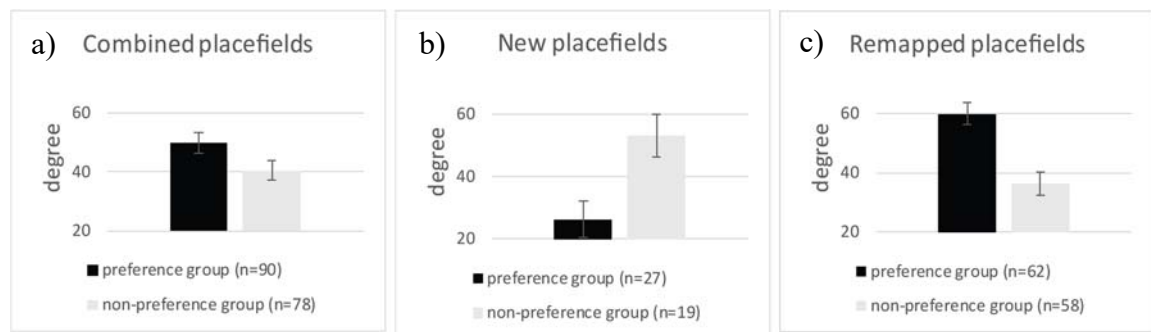 a) Combined placefields
60
40
20
degree
preference group (n=90)
non-preference group (n=78)
b) New placefields
60
40
20
degree
preference group (n=27)
non-preference group (n=19)
c) Remapped placefields
60
40
20
degree
preference group (n=62)
non-preference group (n=58)